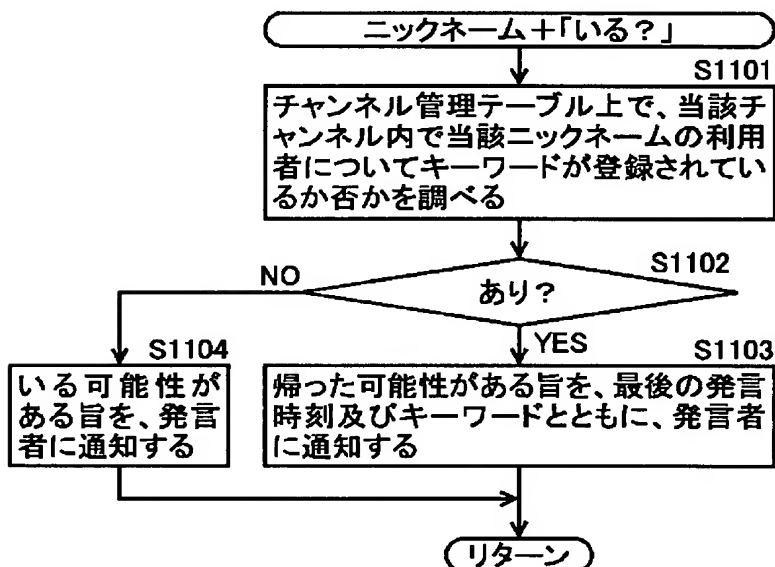 ニックネーム+「いる?」
S1101
チャンネル管理テーブル上で、当該チ
ャンネル内で当該ニックネームの利用
者についてキーワードが登録されてい
るか否かを調べる
S1102
あり?
NO
YES
S1104
いる可能性が
ある旨を、発言
者に通知する
S1103
帰った可能性がある旨を、最後の発言
時刻及びキーワードとともに、発言者
に通知する
リターン